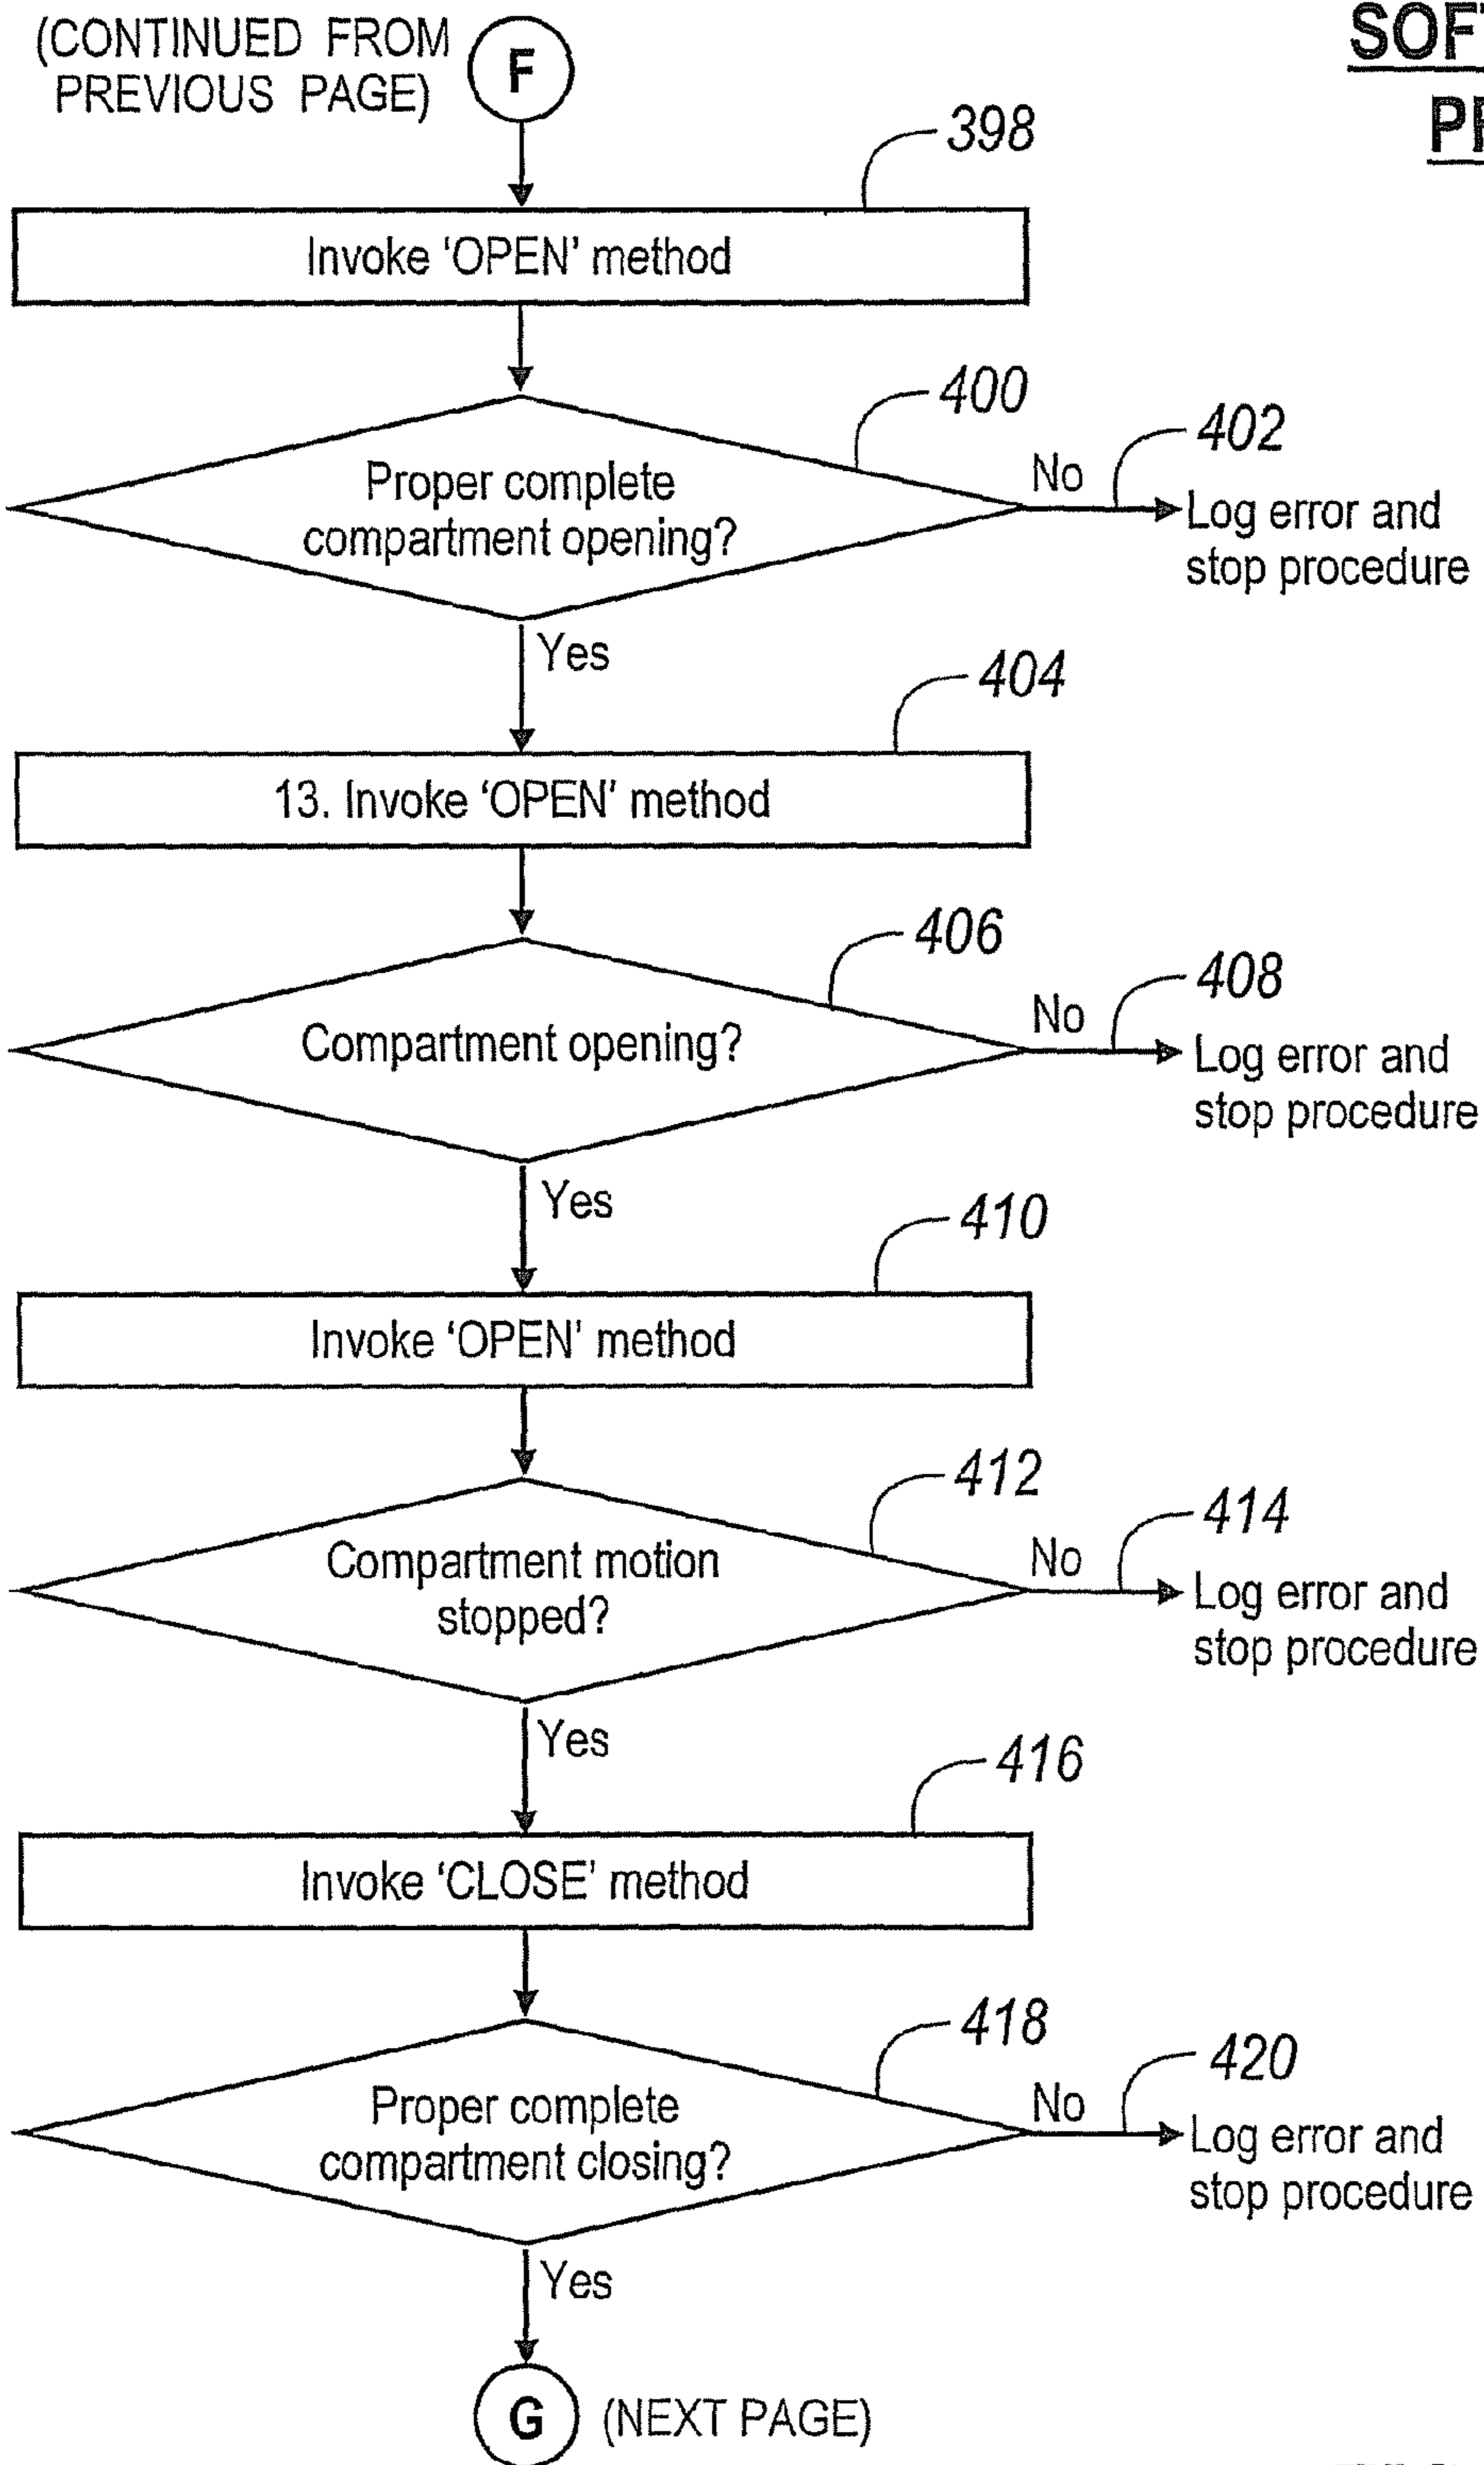 (CONTINUED FROM
PREVIOUS PAGE)
F
398
Invoke 'OPEN' method
400
Proper complete
compartment opening?
No
402
Log error and
stop procedure
Yes
404
13. Invoke 'OPEN' method
406
Compartment opening?
No
408
Log error and
stop procedure
Yes
410
Invoke 'OPEN' method
412
Compartment motion
stopped?
No
414
Log error and
stop procedure
Yes
416
Invoke 'CLOSE' method
418
Proper complete
compartment closing?
No
420
Log error and
stop procedure
Yes
G
(NEXT PAGE)